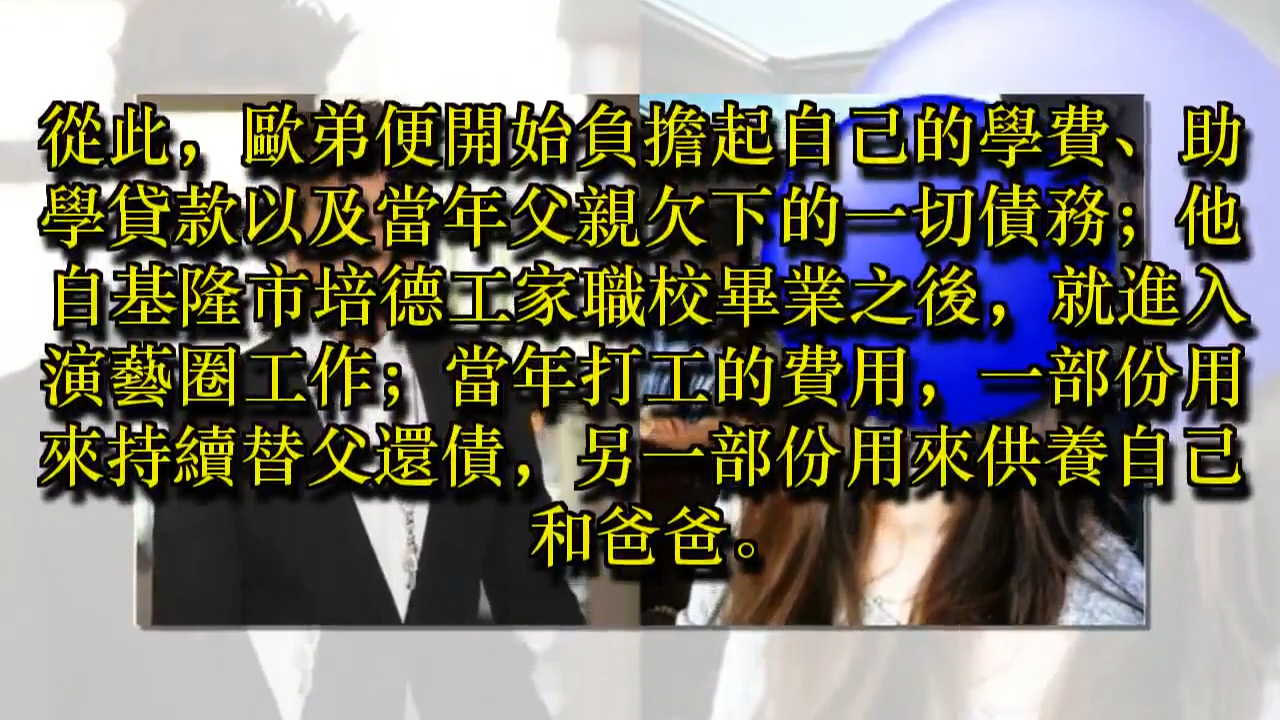 從此，歐弟便開始負擔起自己的學費、助
學貸款以及當年父親欠下的一切債務；他
自基隆市培德工家職校畢業之後，就進入
演藝圈工作；當年打工的費用，一部份用
來持續替父還債，另一部份用來供養自己
和爸爸。